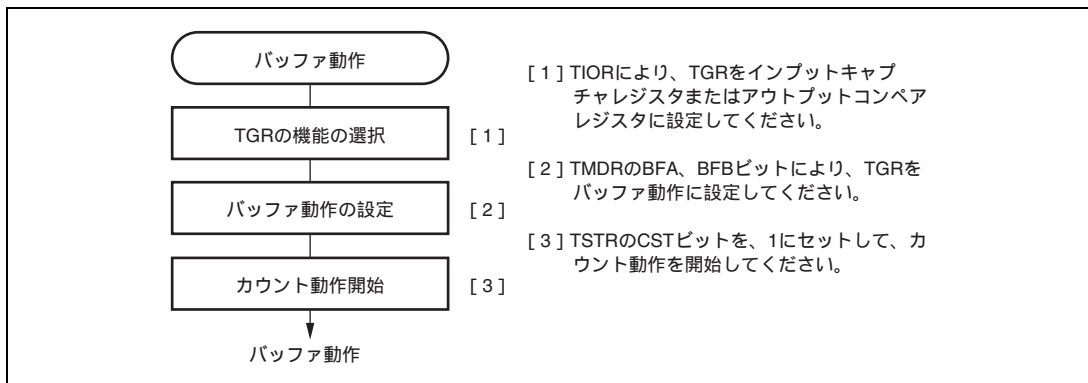 バッファ動作
TGRの機能の選択
[1]
バッファ動作の設定
[2]
カウント動作開始
[3]
バッファ動作
[1] TIORにより、TGRをインプットキャプ
チャレジスタまたはアウトプットコンペア
レジスタに設定してください。
[2] TMDRのBFA、BFBビットにより、TGRを
バッファ動作に設定してください。
[3] TSTRのCSTビットを、1にセットして、カ
ウント動作を開始してください。